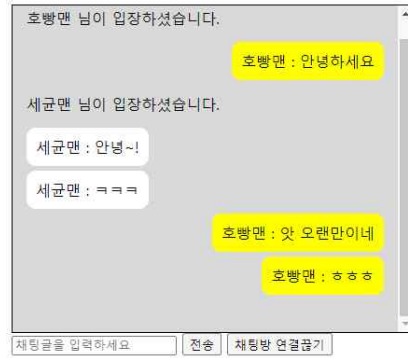 호빵맨 님이 입장하셨습니다.
호빵맨 : 안녕하세요
세균맨 님이 입장하셨습니다.
세균맨 : 안녕~!
세균맨 : ㅋㅋㅋ
호빵맨 : 앗 오랜만이네
호빵맨 : ㅎㅎㅎ
채팅글을 입력하세요 전송 채팅방 연결끊기